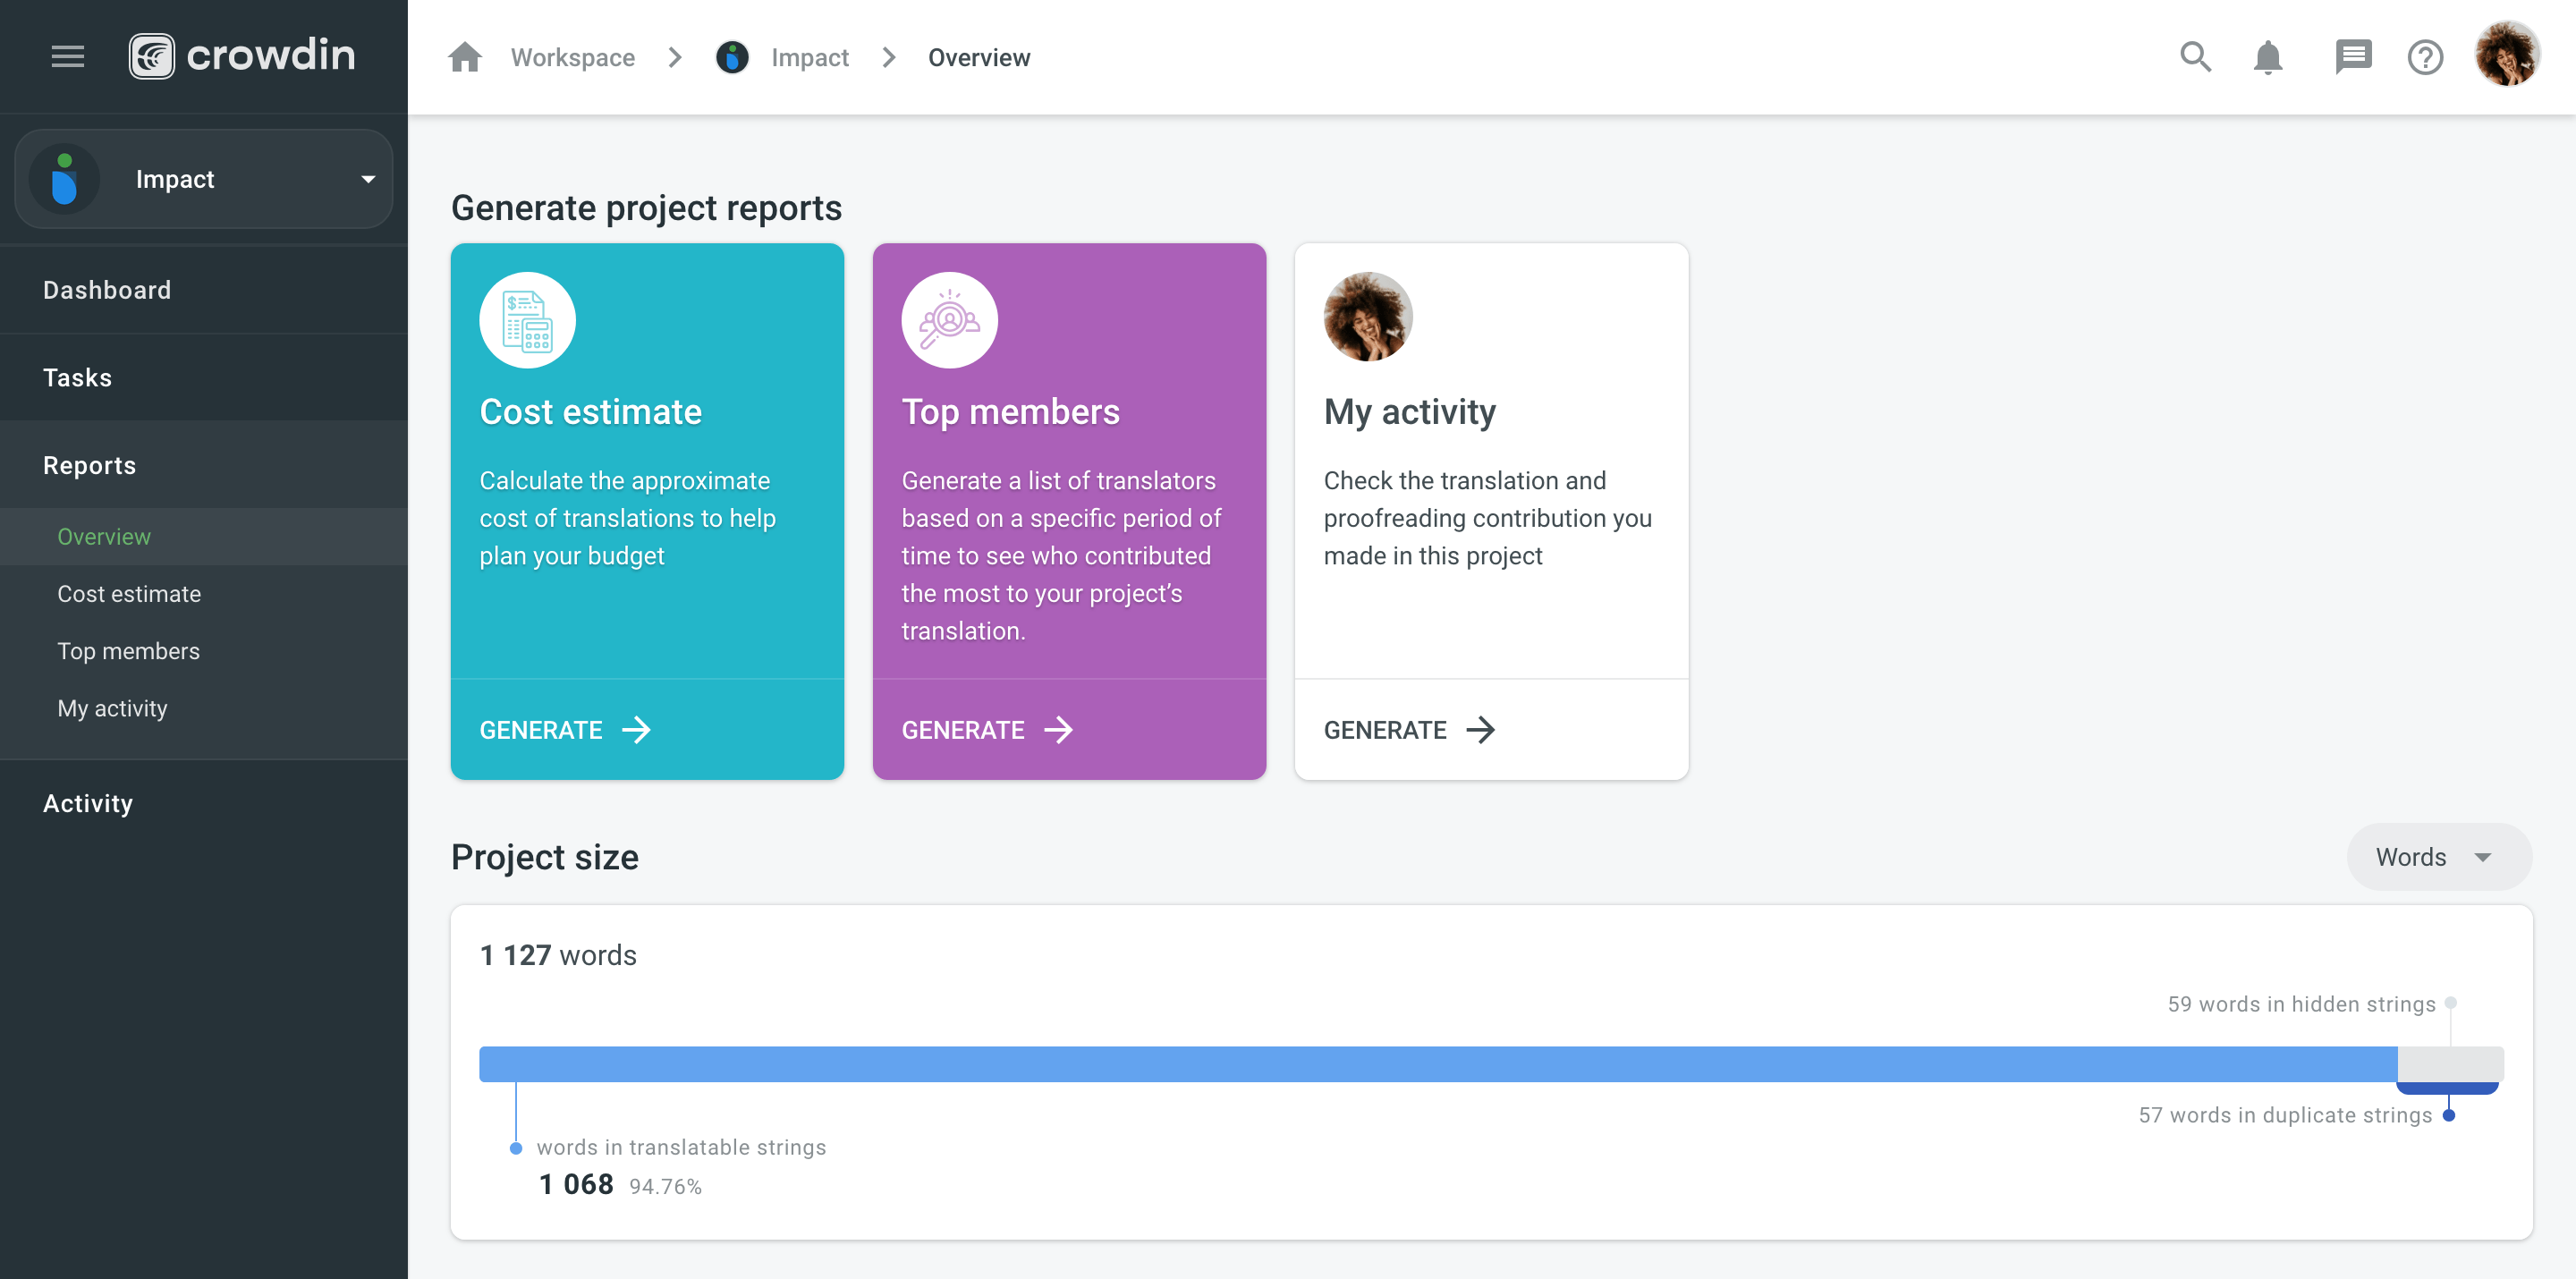 crowdin
Workspace
Impact
Overview
Impact
Dashboard
Tasks
Reports
Overview
Cost estimate
Top members
My activity
Activity
Generate project reports
Cost estimate
Calculate the approximate
cost of translations to help
plan your budget
GENERATE
Top members
Generate a list of translators
based on a specific period of
time to see who contributed
the most to your project’s
translation.
GENERATE
My activity
Check the translation and
proofreading contribution you
made in this project
GENERATE
Project size
Words
1 127 words
59 words in hidden strings
57 words in duplicate strings
words in translatable strings
1 068 94.76%